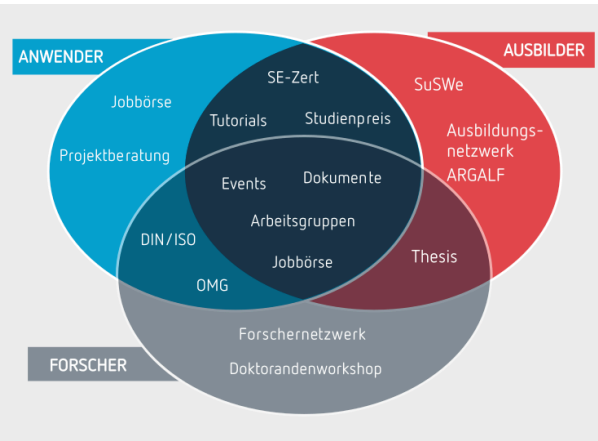 ANWENDER
AUSBILDER
SE-Zert
SuSWe
Jobbörse
Tutorials
Studienpreis
Ausbildungs-
netzwerk
ARGALF
Projektberatung
Events
Dokumente
Arbeitsgruppen
DIN/ISO
Jobbörse
Thesis
OMG
Forschernetzwerk
FORSCHER
Doktorandenworkshop